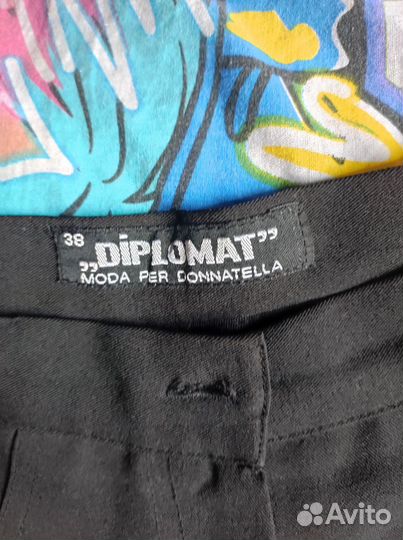 38
„DiPLOMAT”
MODA PER DONNATELLA
Avito